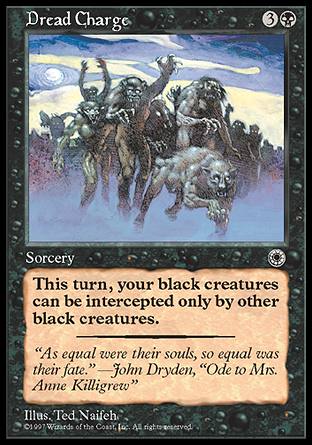 Dread Charge 3
Sorcery
This turn, your black creatures
can be intercepted only by other
black creatures.
"As equal were their souls, so equal was
their fate."—John Dryden, "Ode to Mrs.
Anne Killigrew"
Illus. Ted Naifeh
©1997 Wizards of the Coast, Inc. All rights reserved.